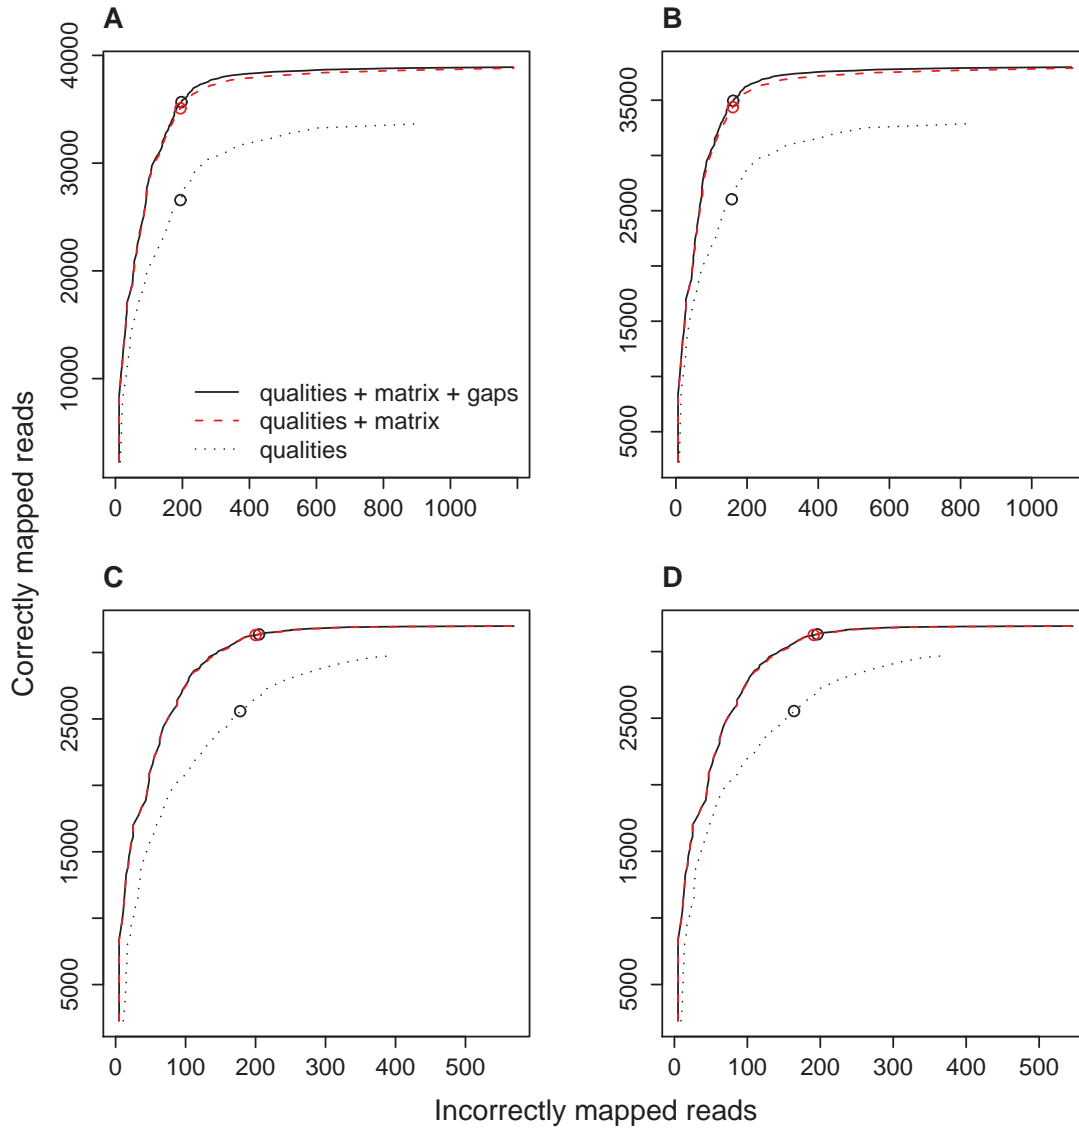 A
B
40000
30000
20000
10000
35000
25000
15000
5000
qualities + matrix + gaps
qualities + matrix
qualities
0 200 400 600 800 1000
0 200 400 600 800 1000
Correctly mapped reads
C
D
25000
15000
5000
25000
15000
5000
0 100 200 300 400 500
0 100 200 300 400 500
Incorrectly mapped reads